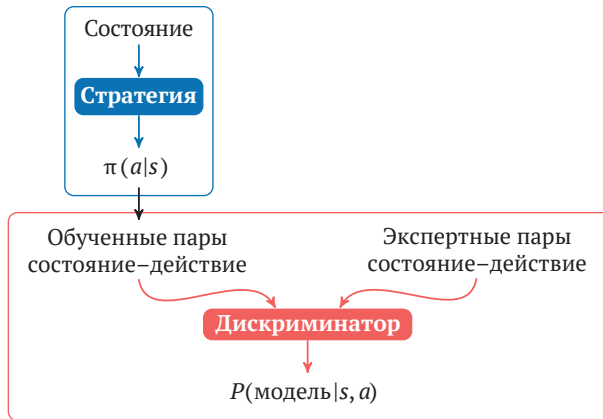 Состояние
Стратегия
π(a|s)
Обученные пары
состояние–действие
Экспертные пары
состояние–действие
Дискриминатор
P(модель|s, a)